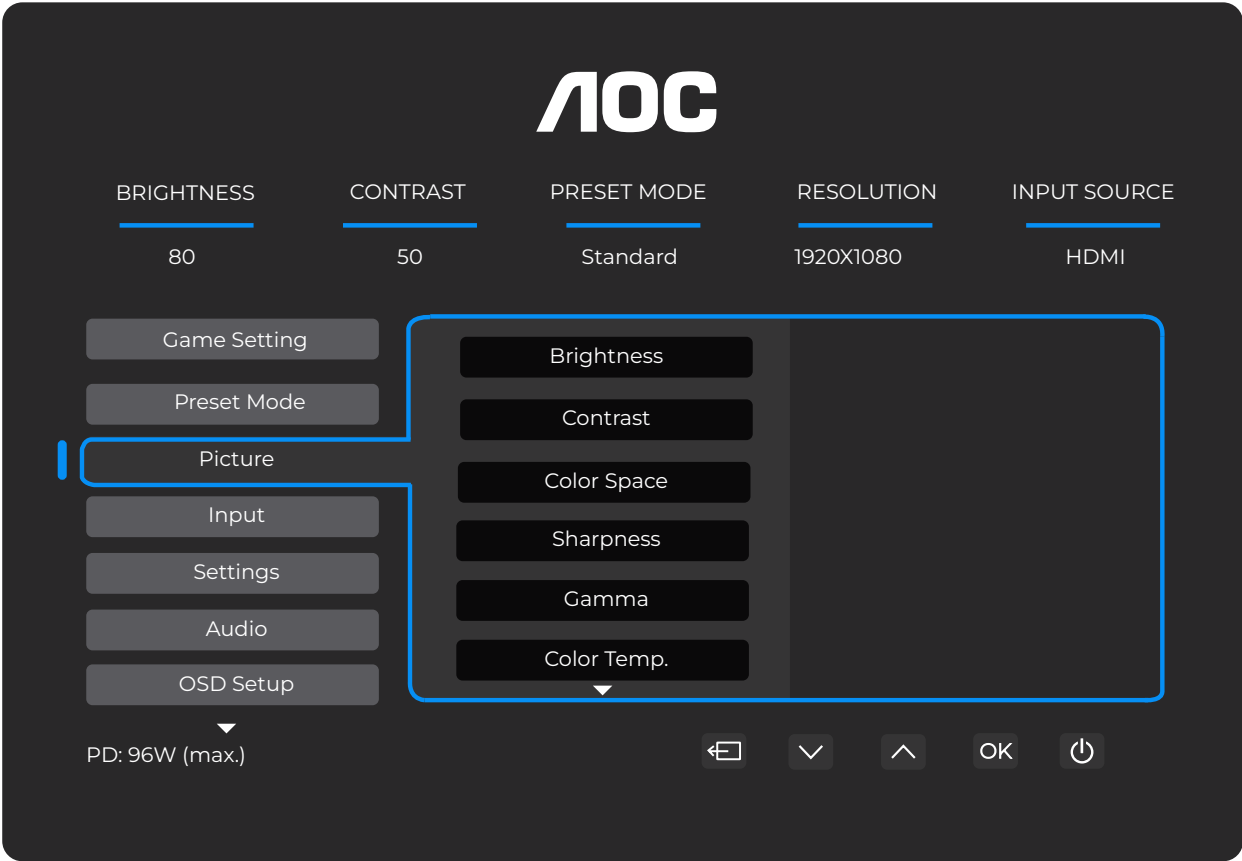 AOC
BRIGHTNESS CONTRAST PRESET MODE RESOLUTION INPUT SOURCE
80 50 Standard 1920X1080 HDMI
Game Setting
Preset Mode
Picture
Input
Settings
Audio
OSD Setup
Brightness
Contrast
Color Space
Sharpness
Gamma
Color Temp.
PD: 96W (max.)
OK